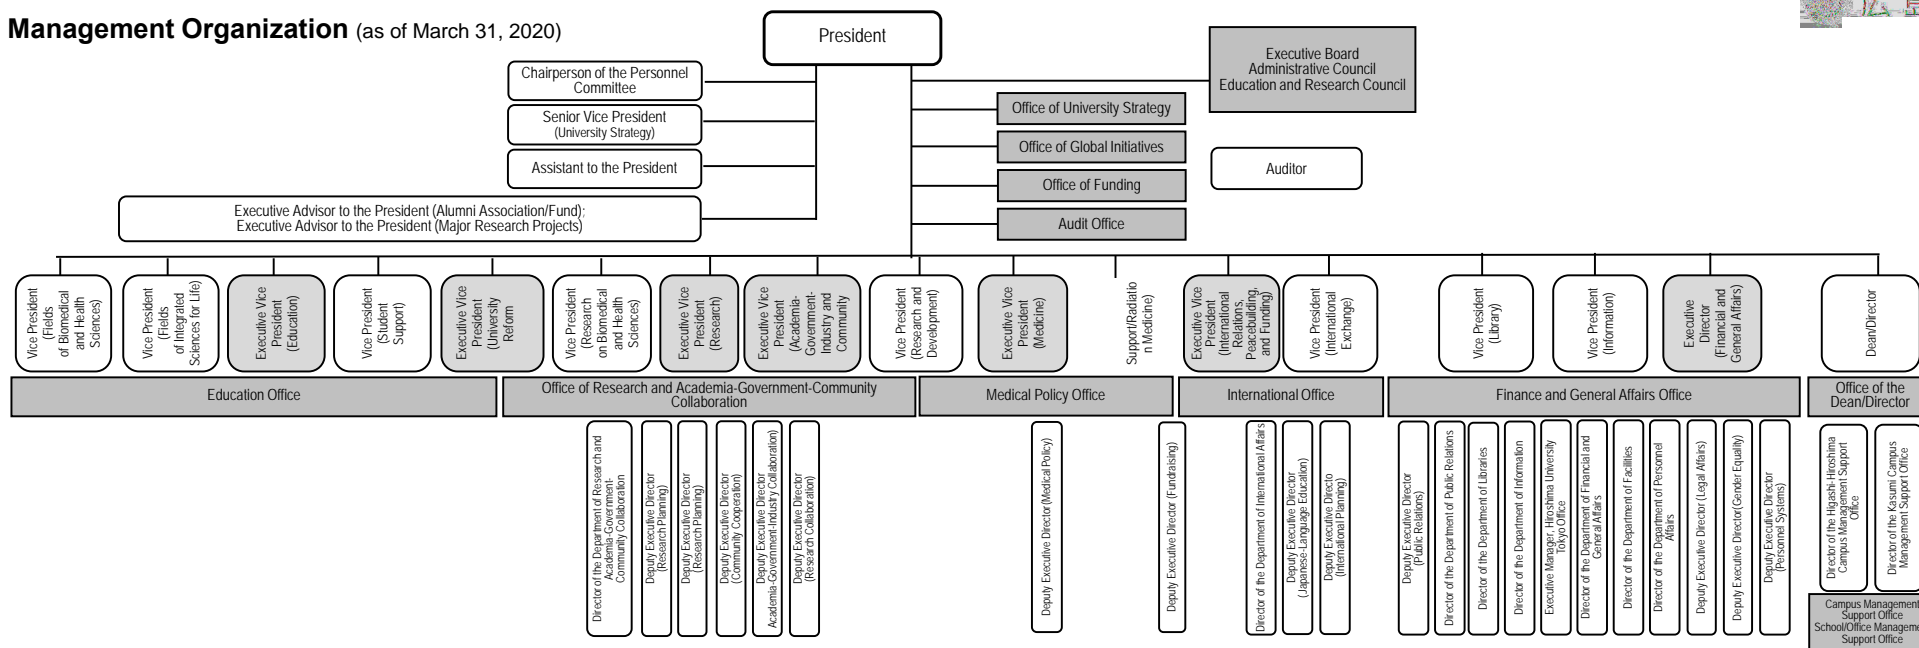 Management Organization (as of March 31, 2020)
President
Chairperson of the Personnel
Committee
Senior Vice President
(University Strategy)
Assistant to the President
Executive Advisor to the President (Alumni Association/Fund);
Executive Advisor to the President (Major Research Projects)
Executive Board
Administrative Council
Education and Research Council
Office of University Strategy
Office of Global Initiatives
Office of Funding
Audit Office
Auditor
Vice President
(Fields
of Biomedical
and Health
Sciences)
Vice President
(Fields
of Integrated
Sciences for Life)
Executive Vice
President
(Education)
Vice President
(Student
Support)
Executive Vice
President
(University
Reform
Vice President
(Research
on Biomedical
and Health
Sciences)
Executive Vice
President
(Research)
Executive Vice
President
(Academia-
Government-
Industry and
Community
Vice President
(Research and
Development)
Executive Vice
President
(Medicine)
Support/Radiatio
n Medicine)
Executive Vice
President
(International
Relations,
Peacebuilding,
and Funding)
Vice President
(International
Exchange)
Vice President
(Library)
Vice President
(Information)
Executive
Director
(Financial and
General Affairs)
Dean/Director
Education Office
Office of Research and Academia-Government-Community
Collaboration
Medical Policy Office
International Office
Finance and General Affairs Office
Office of the
Dean/Director
Director of the Department of Research and
Academia-Government-
Community Collaboration
Deputy Executive Director
(Research Planning)
Deputy Executive Director
(Research Planning)
Deputy Executive Director
(Community Cooperation)
Deputy Executive Director
Academia-Government-Industry Collaboration)
Deputy Executive Director
(Research Collaboration)
Deputy Executive Director(Medical Policy)
Deputy Executive Director (Fundraising)
Director of the Department of International Affairs
Deputy Executive Director
(Japanese-Language Education)
Deputy Executive Directo
(International Planning)
Deputy Executive Director
(Public Relations)
Director of the Department of Public Relations
Director of the Department of Libraries
Director of the Department of Information
Executive Manager, Hiroshima University
Tokyo Office
Director of the Department of Financial and
General Affairs
Director of the Department of Facilities
Director of the Department of Personnel
Affairs
Deputy Executive Director (Legal Affairs)
Deputy Executive Director(Gender Equality)
Deputy Executive Director
(Personnel Systems)
Director of the Higashi-Hiroshima
Campus Management Support
Office
Director of the Kasumi Campus
Management Support Office
Campus Management
Support Office
School/Office Manageme
Support Office